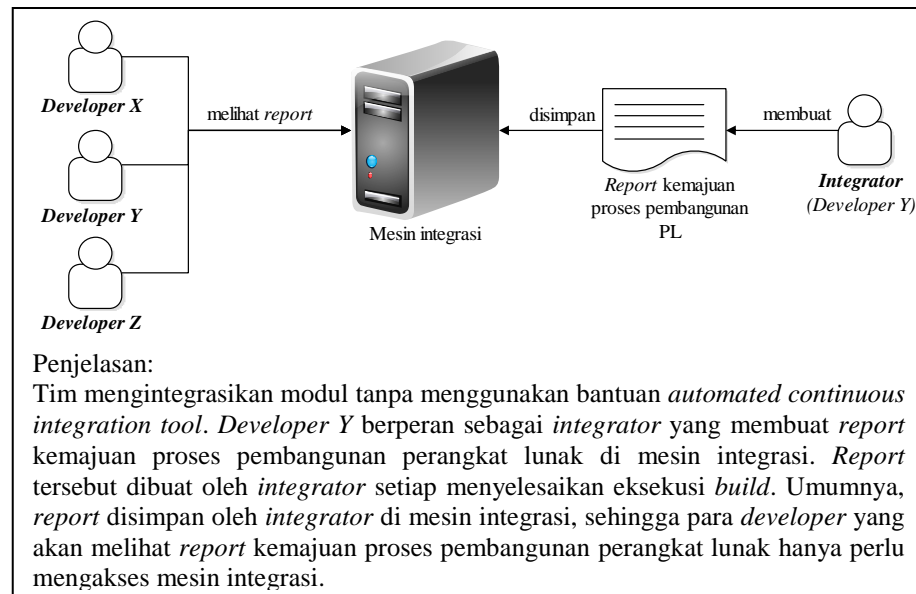 Developer X
melihat report
disimpan
membuat
Developer Y
Report kemajuan
proses pembangunan
PL
Integrator
(Developer Y)
Mesin integrasi
Developer Z
Penjelasan:
Tim mengintegrasikan modul tanpa menggunakan bantuan automated continuous
integration tool. Developer Y berperan sebagai integrator yang membuat report
kemajuan proses pembangunan perangkat lunak di mesin integrasi. Report
tersebut dibuat oleh integrator setiap menyelesaikan eksekusi build. Umumnya,
report disimpan oleh integrator di mesin integrasi, sehingga para developer yang
akan melihat report kemajuan proses pembangunan perangkat lunak hanya perlu
mengakses mesin integrasi.